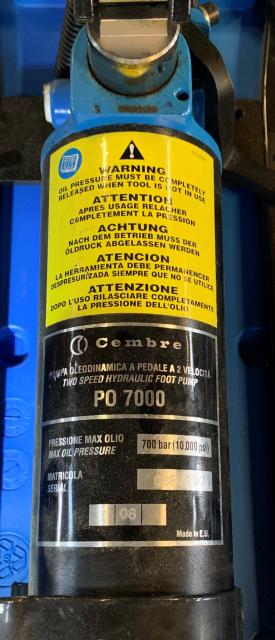 WARNING
OIL PRESSURE MUST BE COMPLETELY
RELEASED WHEN TOOL IS NOT IN USE
ATTENTION
APRES USAGE RELACHER
COMPLETEMENT LA PRESSION
ACHTUNG
NACH DEM BETRIEB MUSS DER
ÖLDRUCK ABGELASSEN WERDEN
ATENCION
LA HERRAMIENTA DEBE PERMANECER
DESPRESURIZADA SIEMPRE QUE NO SE UTILICE
ATTENZIONE
DOPO L'USO RILASCIARE COMPLETAMENTE
LA PRESSIONE DELL'OLIO
Cembre
POMPA OLEODINAMICA A PEDALE A 2 VELOCITÀ
TWO SPEED HYDRAULIC FOOT PUMP
PO 7000
PRESSIONE MAX OLIO
MAX OIL PRESSURE
700 bar (10,000 psi)
MATRICOLA
SERIAL
08
Made in E.U.